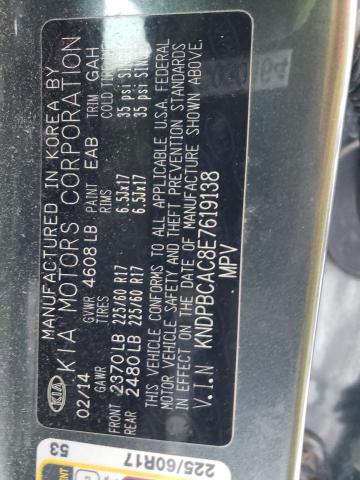 MANUFACTURED IN KOREA BY
KIA KIA MOTORS CORPORATION
02/14 GVWR 4608 LB PAINT EAB TRIM GAH
TIRES RIMS COLD TIRE
FRONT 2370 LB 225/60 R17 6.5Jx17 35 psi
REAR 2480 LB 225/60 R17 6.5Jx17 35 psi
THIS VEHICLE CONFORMS TO ALL APPLICABLE U.S.A. FEDERAL
MOTOR VEHICLE SAFETY AND THEFT PREVENTION STANDARDS
IN EFFECT ON THE DATE OF MANUFACTURE SHOWN ABOVE.
V.I.N KNDPBCAC8E7619138
MPV
53
225/60R17